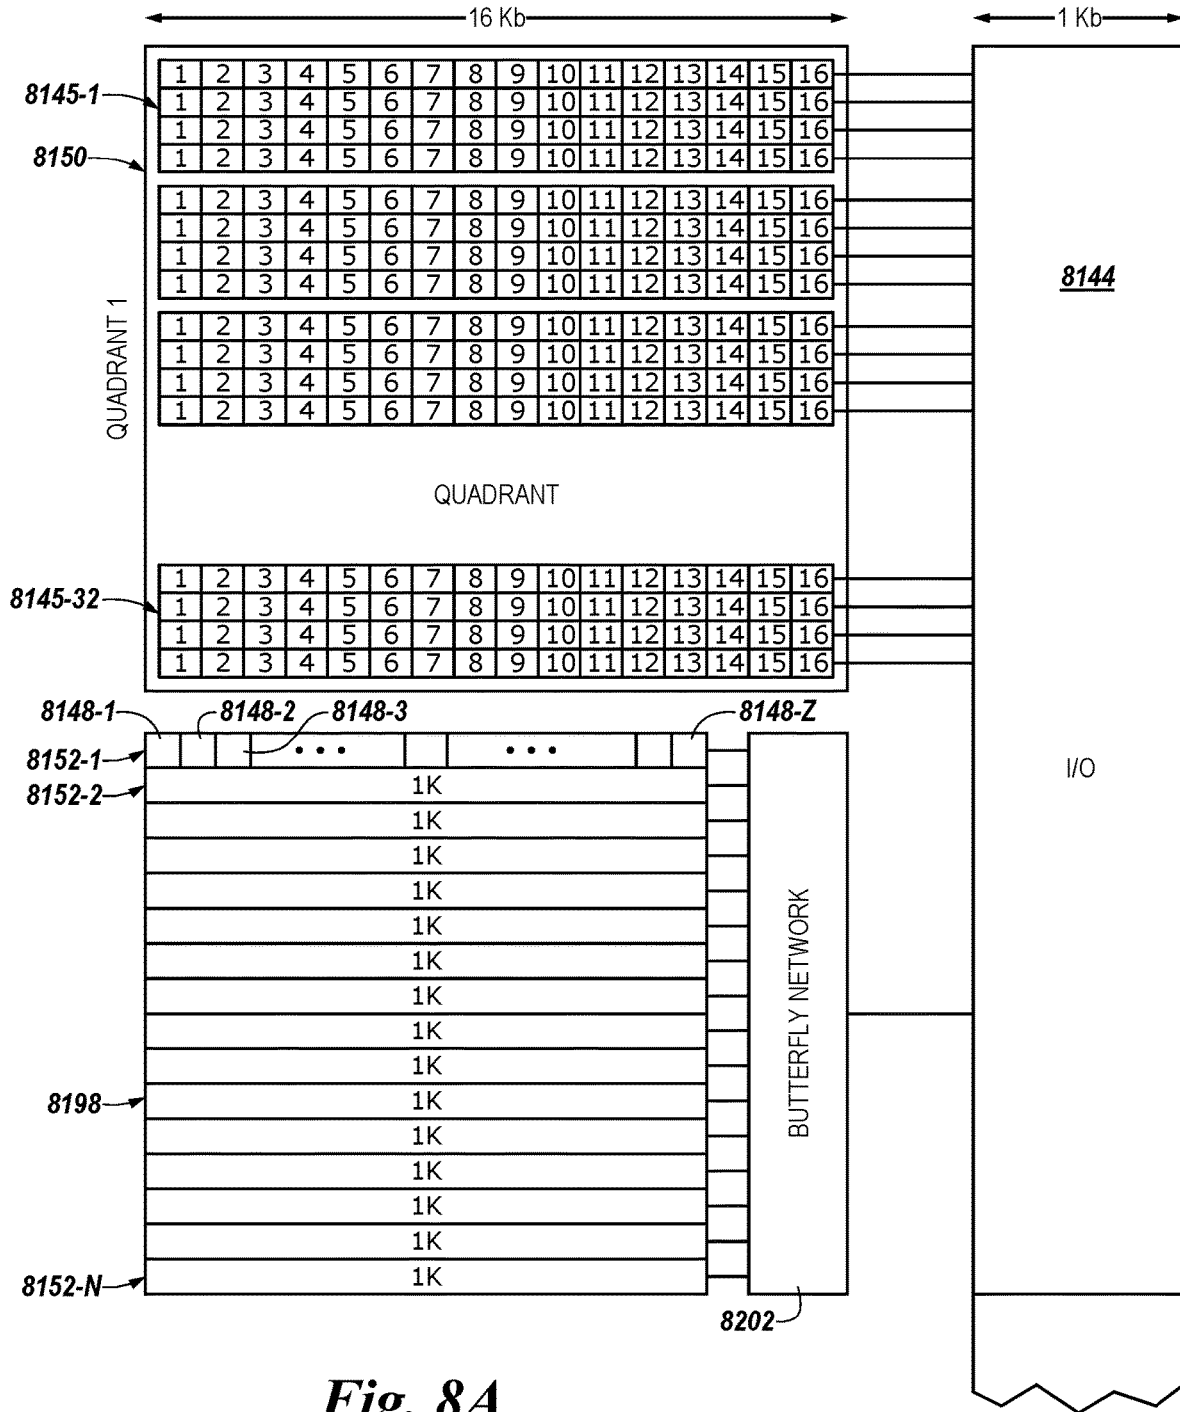 16 Kb 1 Kb
1 2 3 4 5 6 7 8 9 10 11 12 13 14 15 16
8145-1 1 2 3 4 5 6 7 8 9 10 11 12 13 14 15 16
1 2 3 4 5 6 7 8 9 10 11 12 13 14 15 16
8150 1 2 3 4 5 6 7 8 9 10 11 12 13 14 15 16
1 2 3 4 5 6 7 8 9 10 11 12 13 14 15 16
1 2 3 4 5 6 7 8 9 10 11 12 13 14 15 16
1 2 3 4 5 6 7 8 9 10 11 12 13 14 15 16
8144
1 2 3 4 5 6 7 8 9 10 11 12 13 14 15 16
QUADRANT 1
1 2 3 4 5 6 7 8 9 10 11 12 13 14 15 16
1 2 3 4 5 6 7 8 9 10 11 12 13 14 15 16
1 2 3 4 5 6 7 8 9 10 11 12 13 14 15 16
1 2 3 4 5 6 7 8 9 10 11 12 13 14 15 16
QUADRANT
1 2 3 4 5 6 7 8 9 10 11 12 13 14 15 16
8145-32 1 2 3 4 5 6 7 8 9 10 11 12 13 14 15 16
1 2 3 4 5 6 7 8 9 10 11 12 13 14 15 16
1 2 3 4 5 6 7 8 9 10 11 12 13 14 15 16
8148-1 8148-2 8148-3 8148-Z
8152-1 • • • • • •
8152-2 1K
I/O
1K
1K
1K
1K
1K
1K
1K
1K
8198 1K
1K
1K
1K
1K
8152-N 1K
BUTTERFLY NETWORK
8202
Fig. 8A